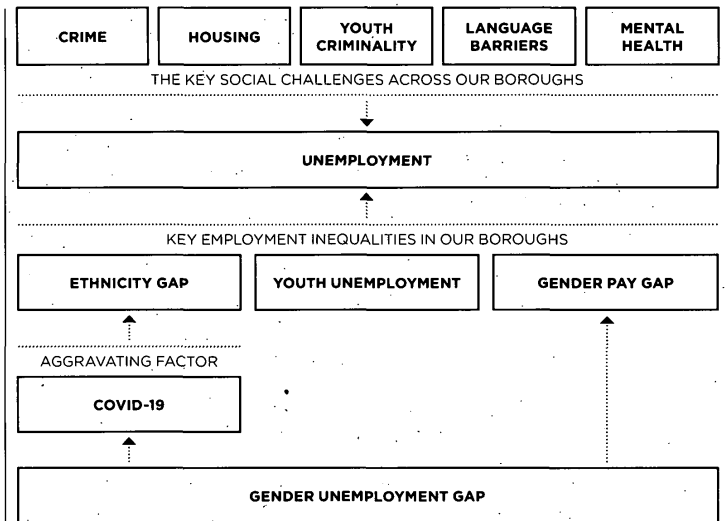 CRIME
HOUSING
YOUTH
CRIMINALITY
LANGUAGE
BARRIERS
MENTAL
HEALTH
THE KEY SOCIAL CHALLENGES ACROSS OUR BOROUGHS
UNEMPLOYMENT
KEY EMPLOYMENT INEQUALITIES IN OUR BOROUGHS
ETHNICITY GAP
YOUTH UNEMPLOYMENT
GENDER PAY GAP
AGGRAVATING FACTOR
COVID-19
GENDER UNEMPLOYMENT GAP